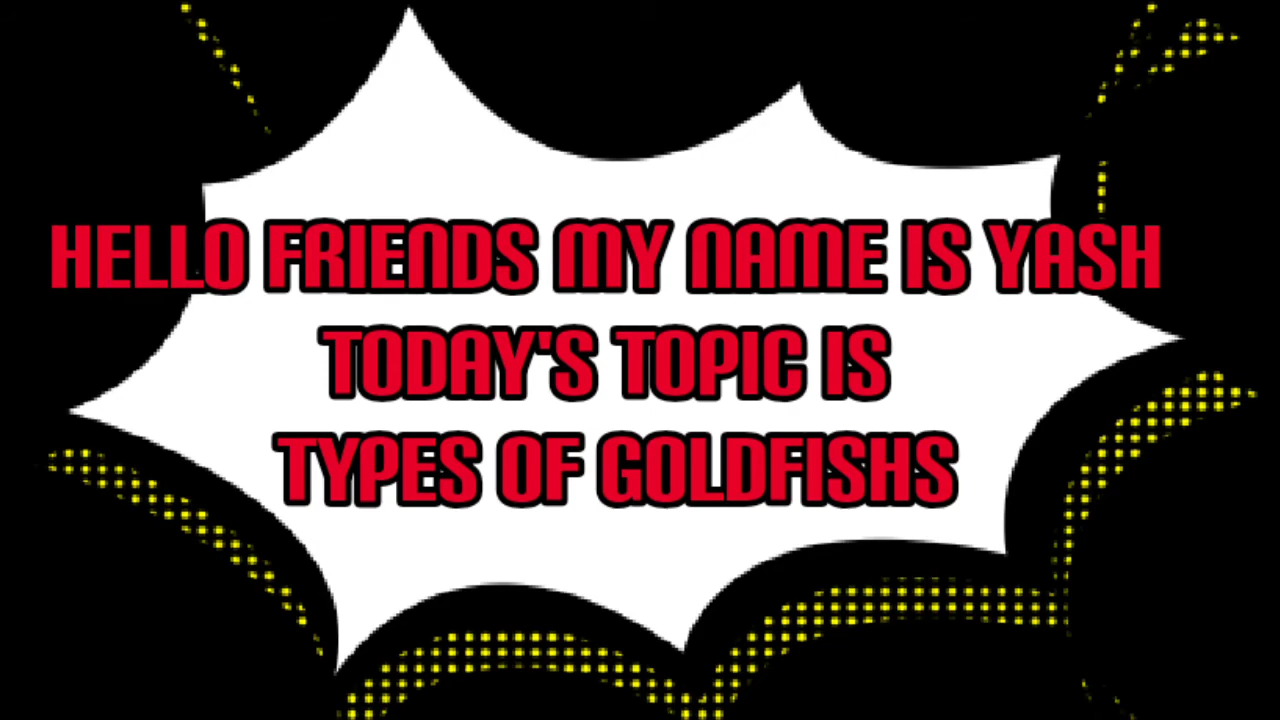 HELLO FRIENDS MY NAME IS YASH
TODAY'S TOPIC IS
TYPES OF GOLDFISHS